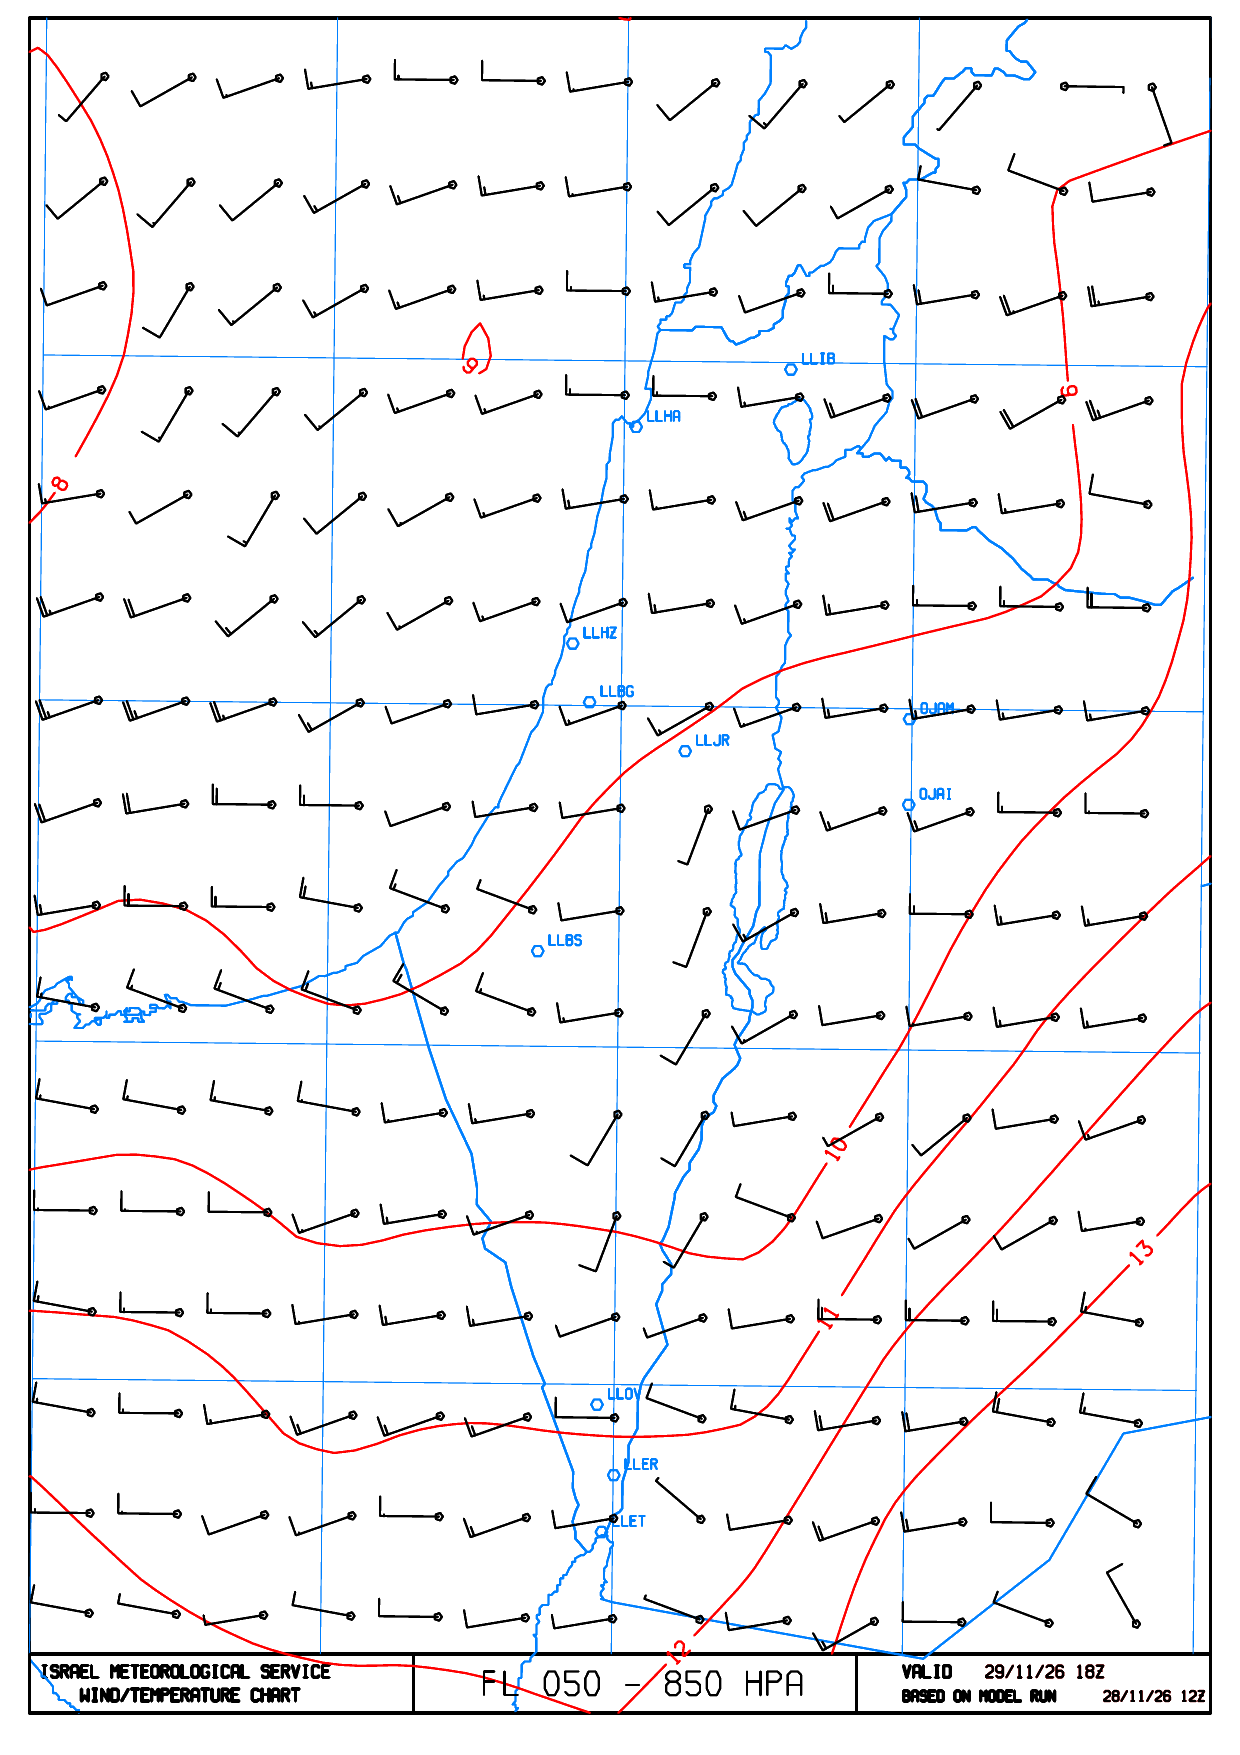 LLIB
9
9
LLHA
8
LLHZ
LLBG
OJAM
LLJR
OJAI
LLBS
10
13
11
LLOV
LLER
LLET
12
ISRAEL METEOROLOGICAL SERVICE
WIND/TEMPERATURE CHART
FL 050 - 850 HPA
VALID 29/11/26 18Z
BASED ON MODEL RUN 28/11/26 12Z